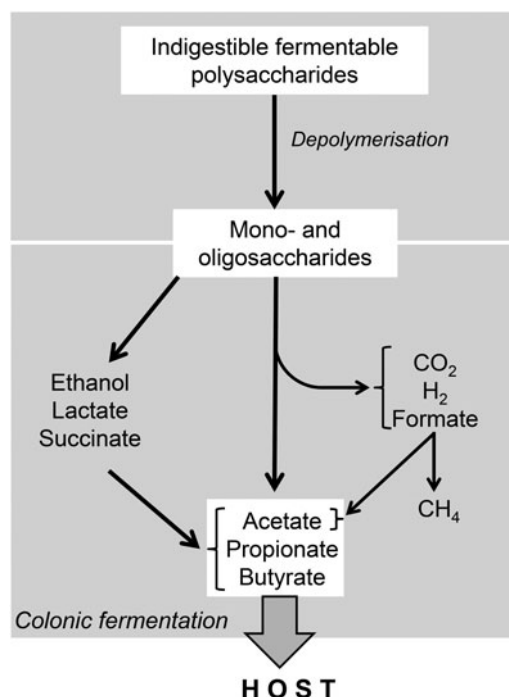 Indigestible fermentable
polysaccharides
Depolymerisation
Mono- and
oligosaccharides
Ethanol
Lactate
Succinate
CO₂
H₂
Formate
CH₄
Acetate
Propionate
Butyrate
Colonic fermentation
HOST